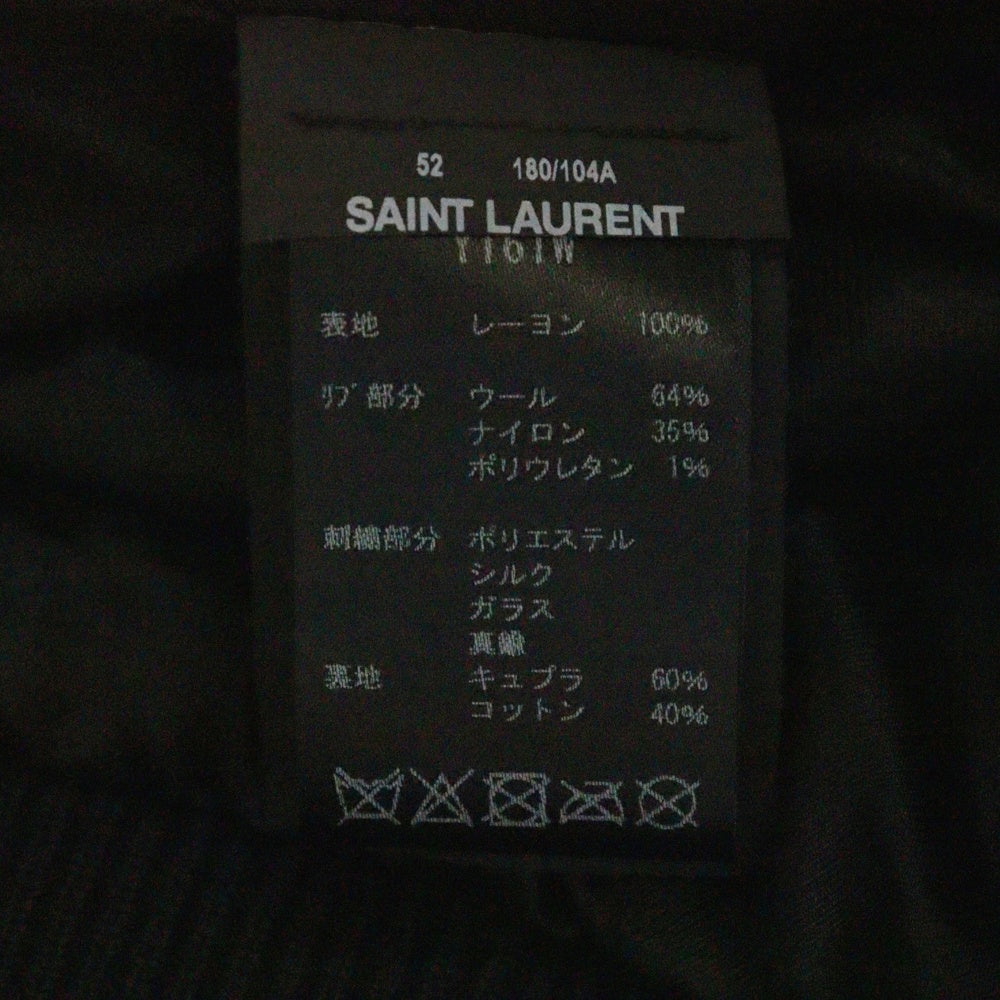 52 180/104A
SAINT LAURENT
Y161W
表地 レーヨン 100%
リブ部分 ウール 64%
ナイロン 35%
ポリウレタン 1%
刺繍部分 ポリエステル
シルク
ガラス
真鍮
裏地 キュプラ 60%
コットン 40%